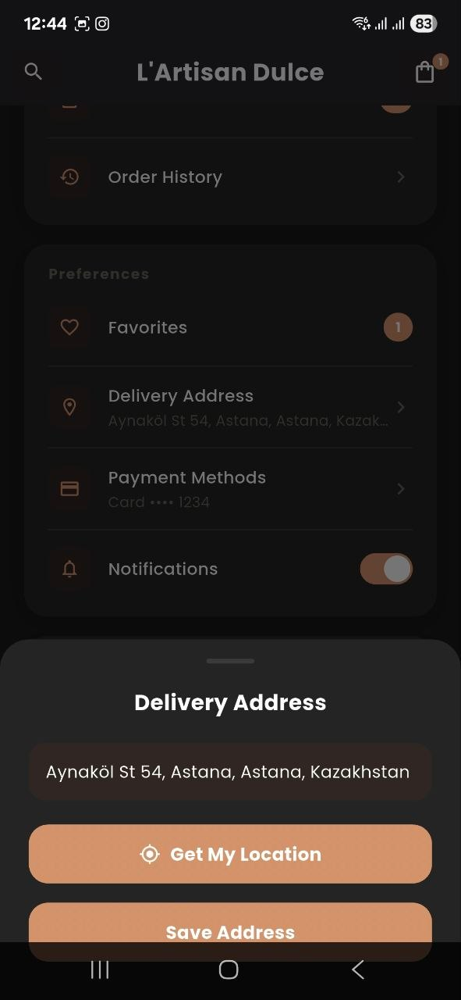 12:44
83
L'Artisan Dulce
1
Order History
Preferences
Favorites
1
Delivery Address
Aynaköl St 54, Astana, Astana, Kazak...
Payment Methods
Card •••• 1234
Notifications
Delivery Address
Aynaköl St 54, Astana, Astana, Kazakhstan
Get My Location
Save Address